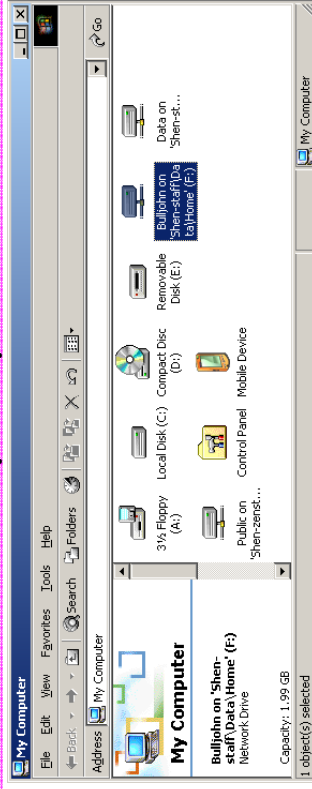 My Computer
File Edit View Favorites Tools Help
Back Search Folders
Address My Computer Go
My Computer
Bulljohn on 'Shen-
staff\Data\Home' (F:)
Network Drive
Capacity: 1.99 GB
3½ Floppy
(A:)
Local Disk (C:)
Compact Disc
(D:)
Removable
Disk (E:)
Bulljohn on
'Shen-staff\Da
ta\Home' (F:)
Data on
'Shen-st...
Public on
'Shen-zenst...
Control Panel
Mobile Device
1 object(s) selected
My Computer